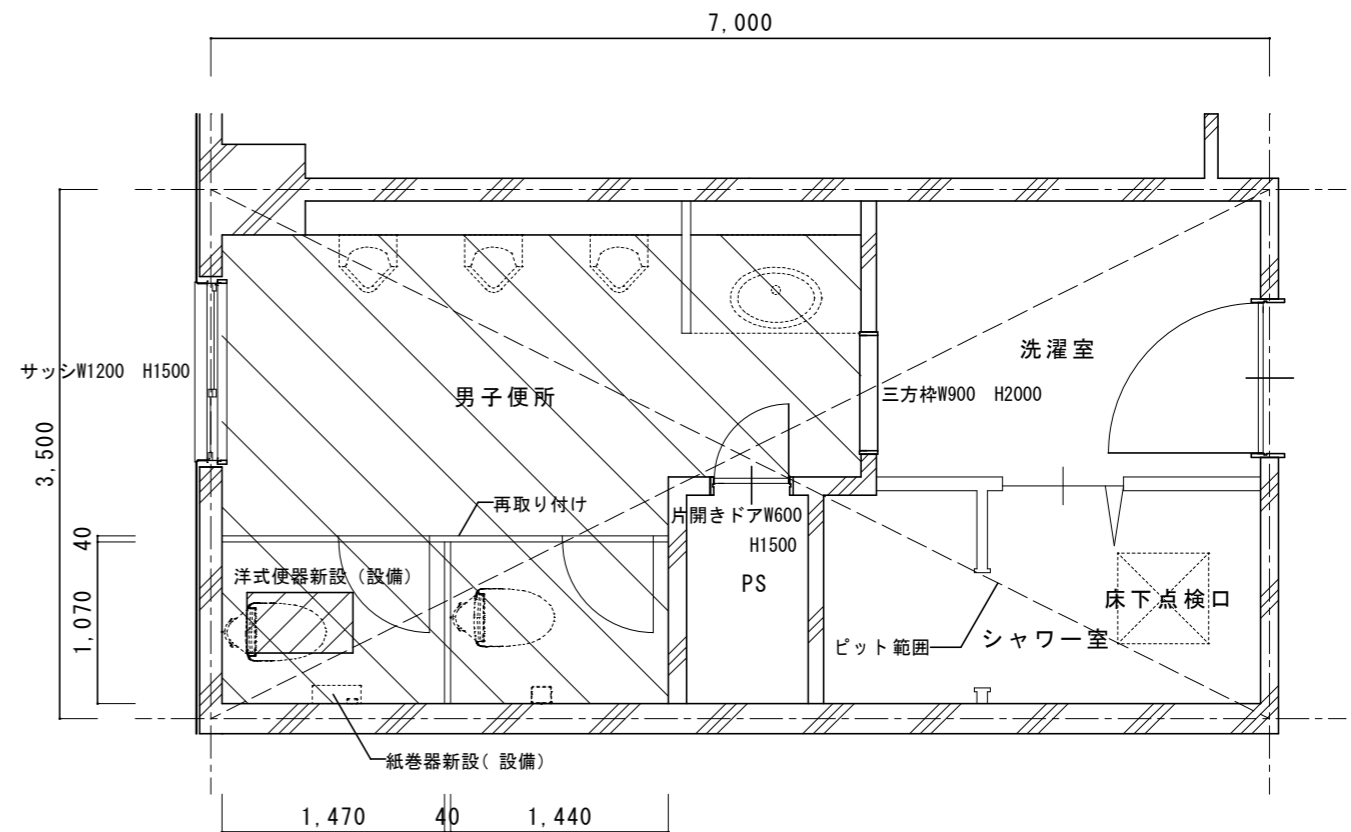 7,000
洗濯室
サッシW1200 H1500
男子便所
三方枠W900 H2000
3,500
再取り付け
片開きドアW600
H1500
40
洋式便器新設（設備）
PS
床下点検口
1,070
ピット範囲
シャワー室
紙巻器新設( 設備)
1,470
40
1,440